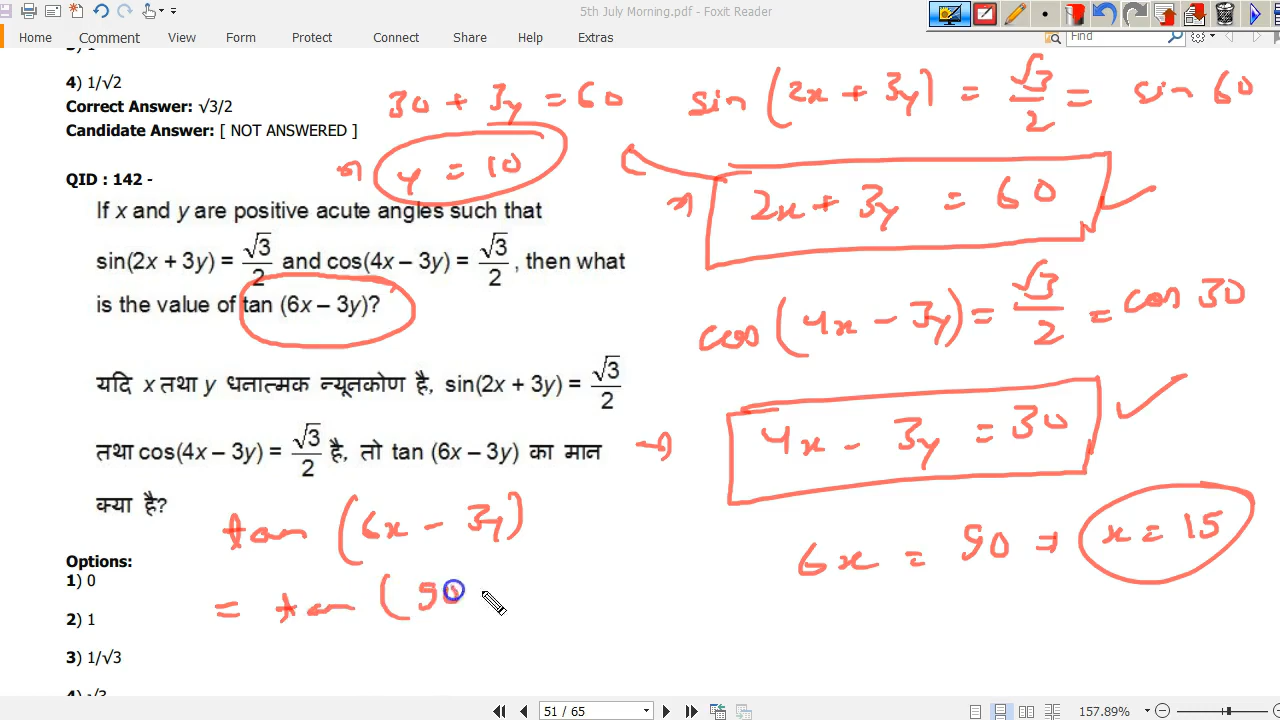 5th July Morning.pdf - Foxit Reader
Home Comment View Form Protect Connect Share Help Extras
Find
4) 1/√2
Correct Answer: √3/2
Candidate Answer: [ NOT ANSWERED ]
30 + 3y = 60
y = 10
sin (2x + 3y) = √3/2 = sin 60
2x + 3y = 60
QID : 142 -
If x and y are positive acute angles such that
sin(2x + 3y) = √3/2 and cos(4x – 3y) = √3/2, then what
is the value of tan (6x – 3y)?
cos (4x - 3y) = √3/2 = cos 30
4x - 3y = 30
6x = 90 ⇒ x = 15
यदि x तथा y धनात्मक न्यूनकोण है, sin(2x + 3y) = √3/2
तथा cos(4x – 3y) = √3/2 है, तो tan (6x – 3y) का मान
क्या है?
tan (6x - 3y)
= tan (90
Options:
1) 0
2) 1
3) 1/√3
4) √3
51 / 65
157.89%